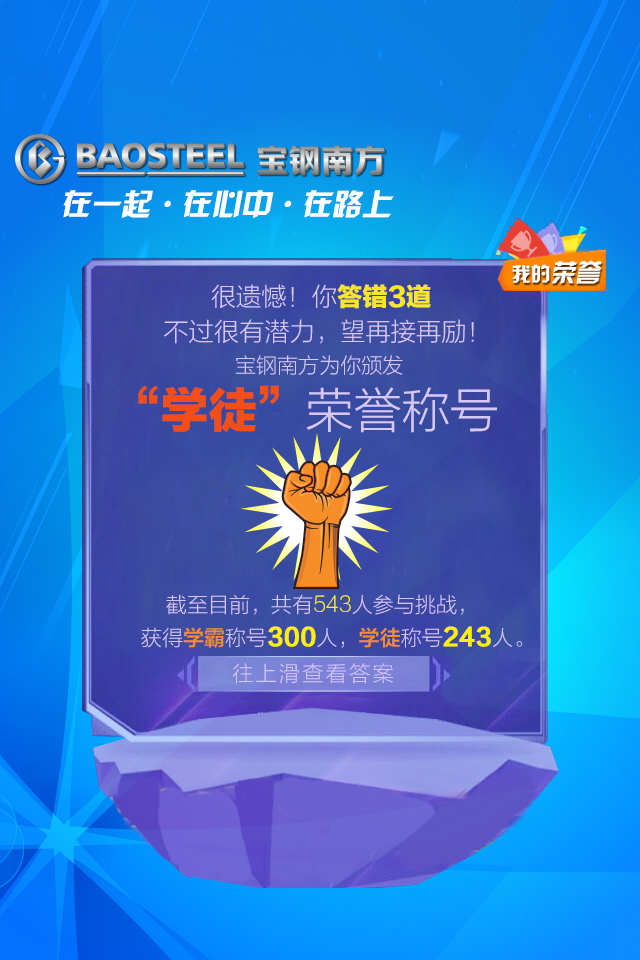 BAOSTEEL 宝钢南方
在一起·在心中·在路上
我的荣誉
很遗憾！你答错3道
不过很有潜力，望再接再励！
宝钢南方为你颁发
“学徒”荣誉称号
截至目前，共有543人参与挑战，
获得学霸称号300人，学徒称号243人。
往上滑查看答案